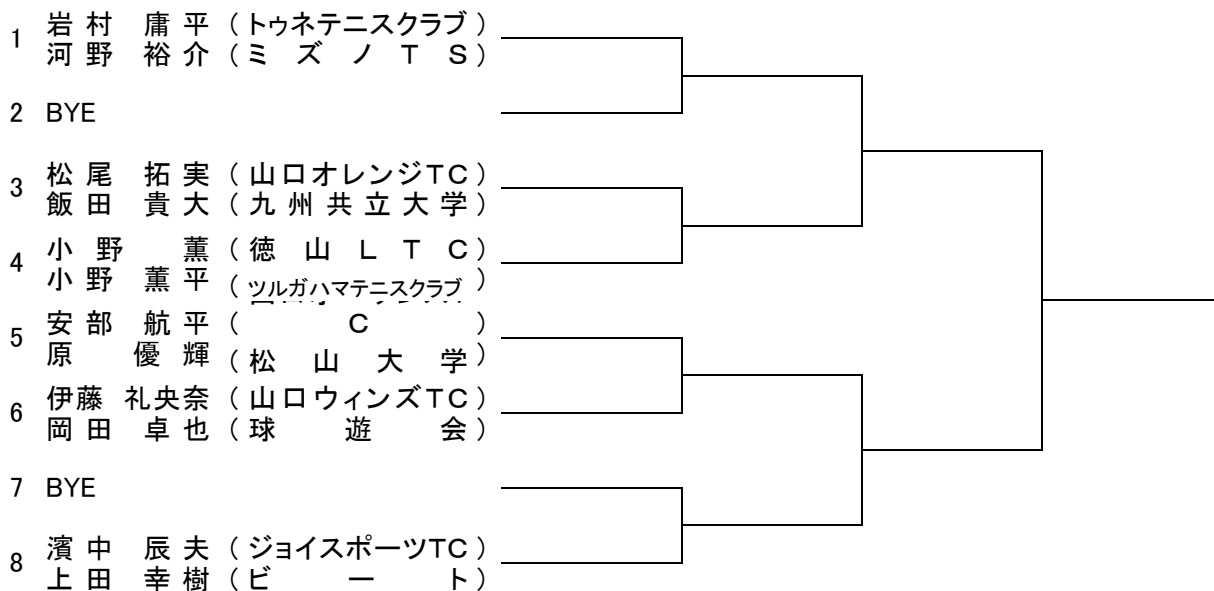 1 岩村 庸平 (トゥネテニスクラブ)
河野 裕介 (ミズノTS)
2 BYE
3 松尾 拓実 (山口オレンジTC)
飯田 貴大 (九州共立大学)
4 小野 薫 (徳山LTC)
小野 薫平 (ツルガハマテニスクラブ)
5 安部 航平 ( C )
原 優輝 (松山大学)
6 伊藤 礼央奈 (山口ウィンズTC)
岡田 卓也 (球遊会)
7 BYE
8 濱中 辰夫 (ジョイスポーツTC)
上田 幸樹 (ビート)